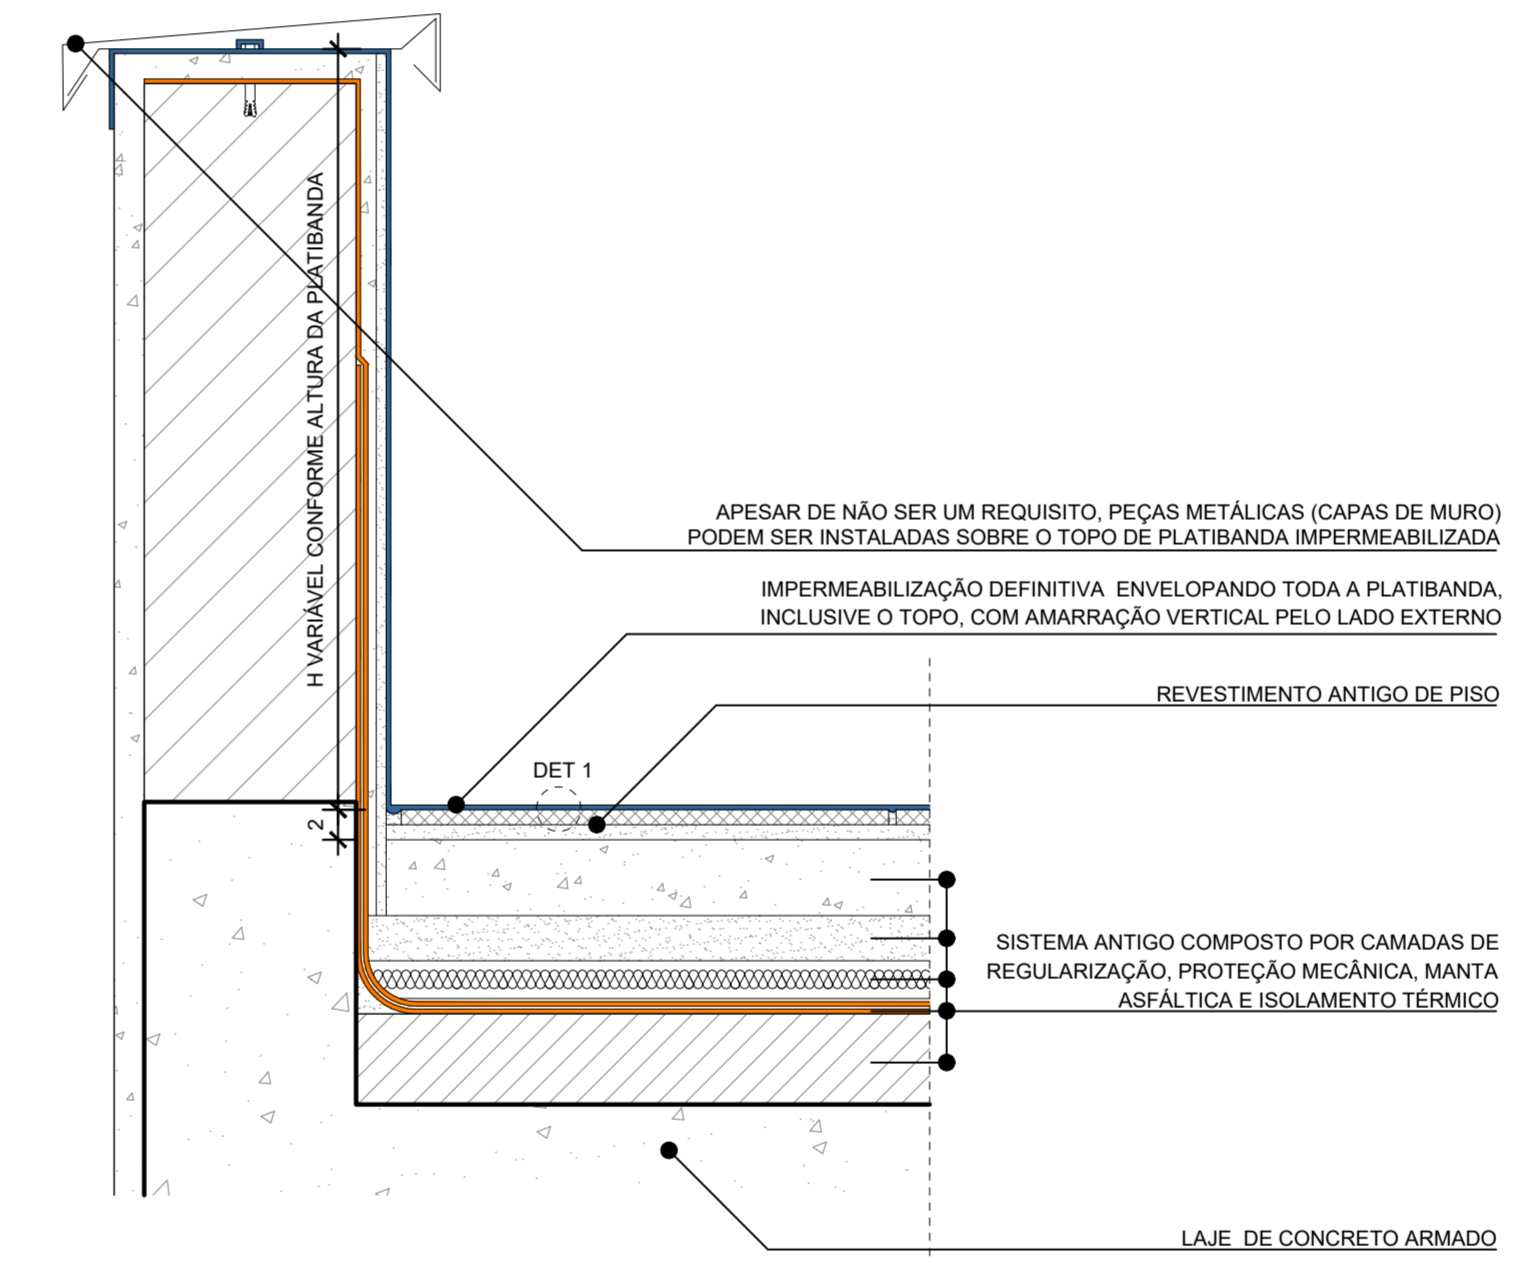 H VARIÁVEL CONFORME ALTURA DA PLATIBANDA
APESAR DE NÃO SER UM REQUISITO, PEÇAS METÁLICAS (CAPAS DE MURO)
PODEM SER INSTALADAS SOBRE O TOPO DE PLATIBANDA IMPERMEABILIZADA
IMPERMEABILIZAÇÃO DEFINITIVA ENVELOPANDO TODA A PLATIBANDA,
INCLUSIVE O TOPO, COM AMARRAÇÃO VERTICAL PELO LADO EXTERNO
REVESTIMENTO ANTIGO DE PISO
DET 1
2
SISTEMA ANTIGO COMPOSTO POR CAMADAS DE
REGULARIZAÇÃO, PROTEÇÃO MECÂNICA, MANTA
ASFÁLTICA E ISOLAMENTO TÉRMICO
LAJE DE CONCRETO ARMADO